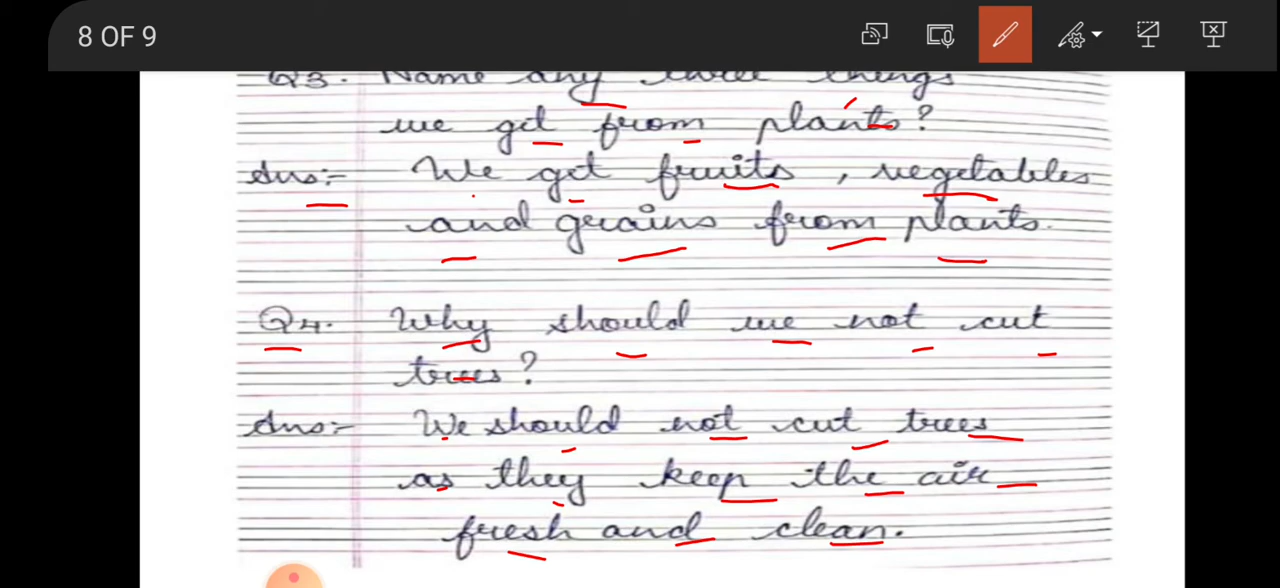 8 OF 9
Q3. Name any three things
we get from plants?
Ans:- We get fruits, vegetables
and grains from plants.
Q4. Why should we not cut
trees?
Ans:- We should not cut trees
as they keep the air
fresh and clean.